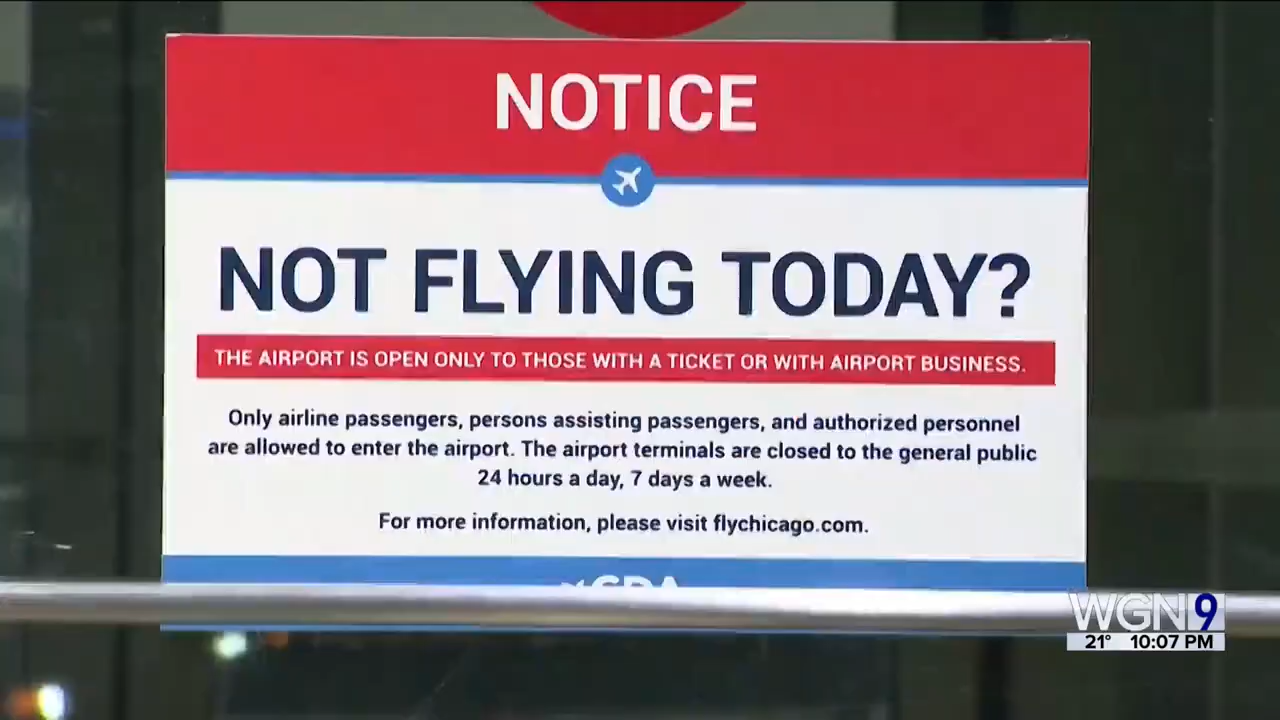 NOTICE
NOT FLYING TODAY?
THE AIRPORT IS OPEN ONLY TO THOSE WITH A TICKET OR WITH AIRPORT BUSINESS.
Only airline passengers, persons assisting passengers, and authorized personnel
are allowed to enter the airport. The airport terminals are closed to the general public
24 hours a day, 7 days a week.
For more information, please visit flychicago.com.
WGN9
21° 10:07 PM